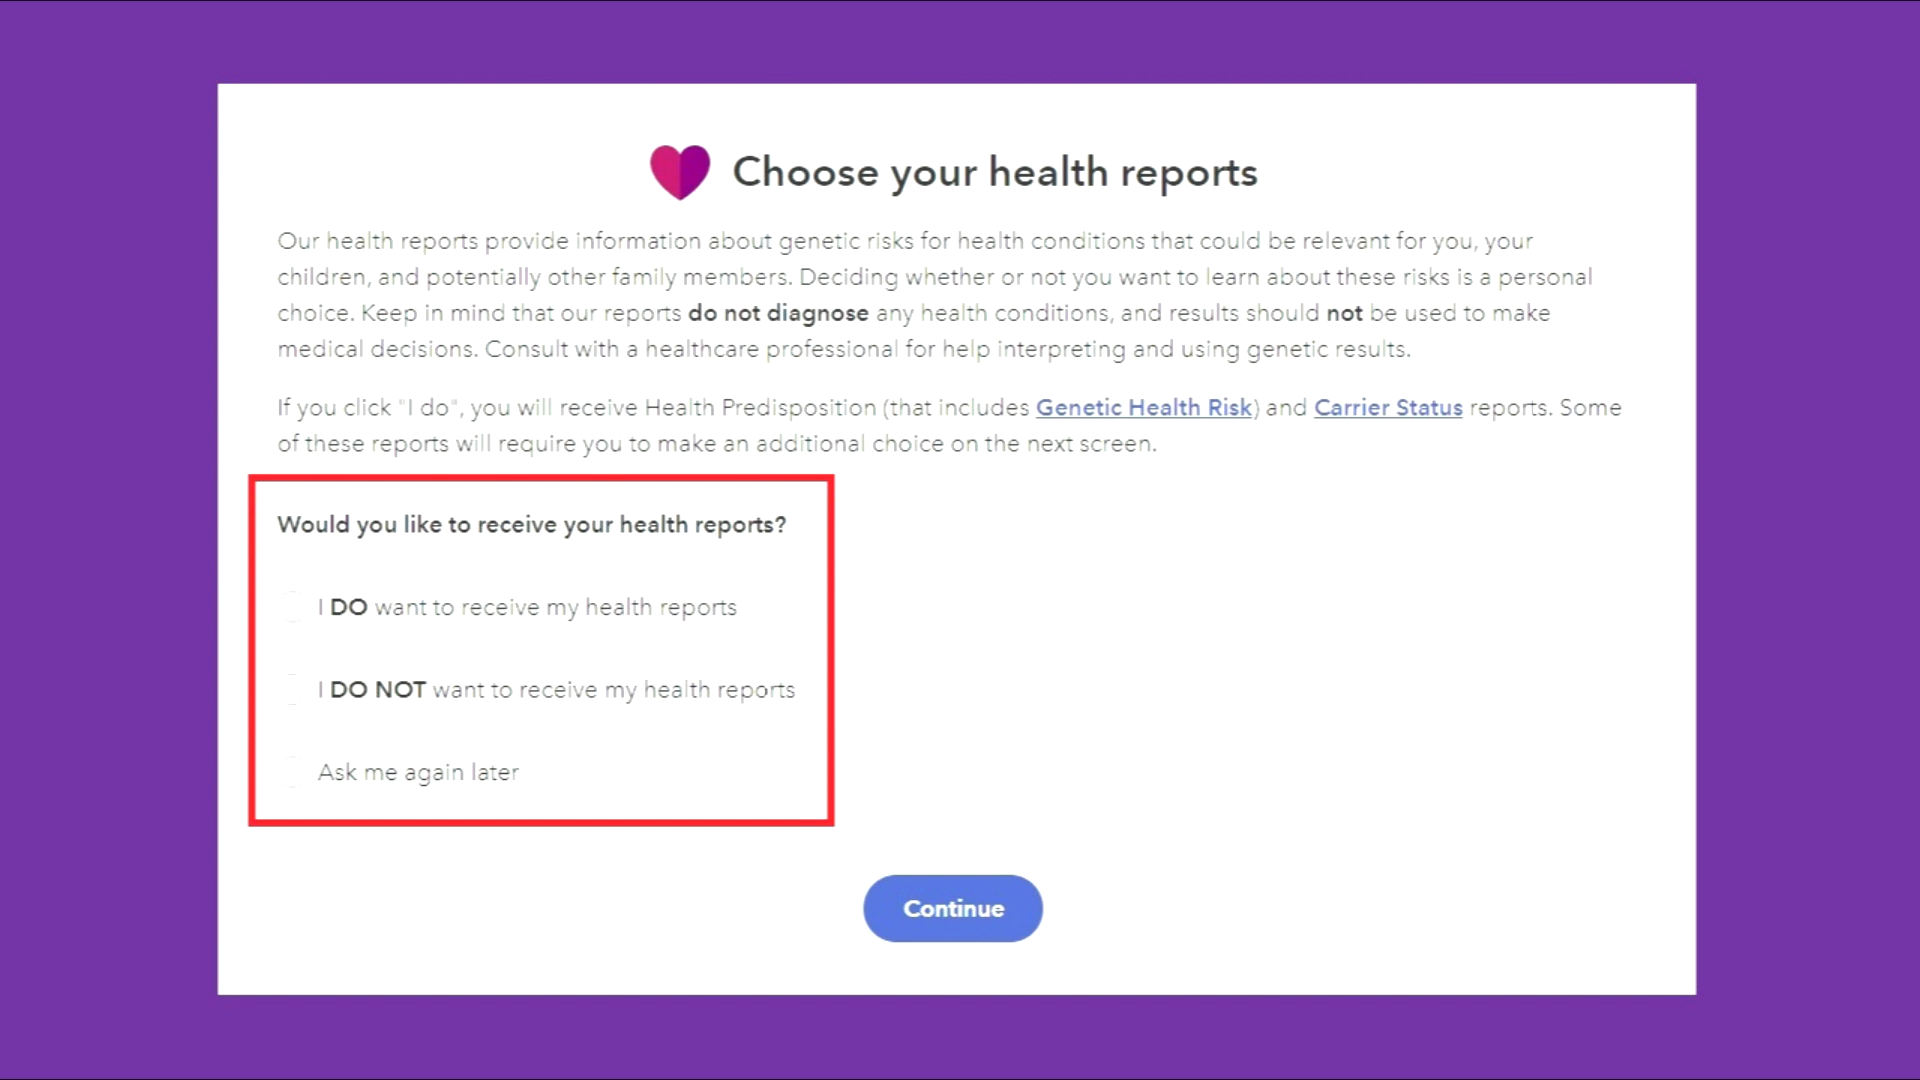 Choose your health reports
Our health reports provide information about genetic risks for health conditions that could be relevant for you, your
children, and potentially other family members. Deciding whether or not you want to learn about these risks is a personal
choice. Keep in mind that our reports do not diagnose any health conditions, and results should not be used to make
medical decisions. Consult with a healthcare professional for help interpreting and using genetic results.
If you click "I do", you will receive Health Predisposition (that includes Genetic Health Risk) and Carrier Status reports. Some
of these reports will require you to make an additional choice on the next screen.
Would you like to receive your health reports?
I DO want to receive my health reports
I DO NOT want to receive my health reports
Ask me again later
Continue